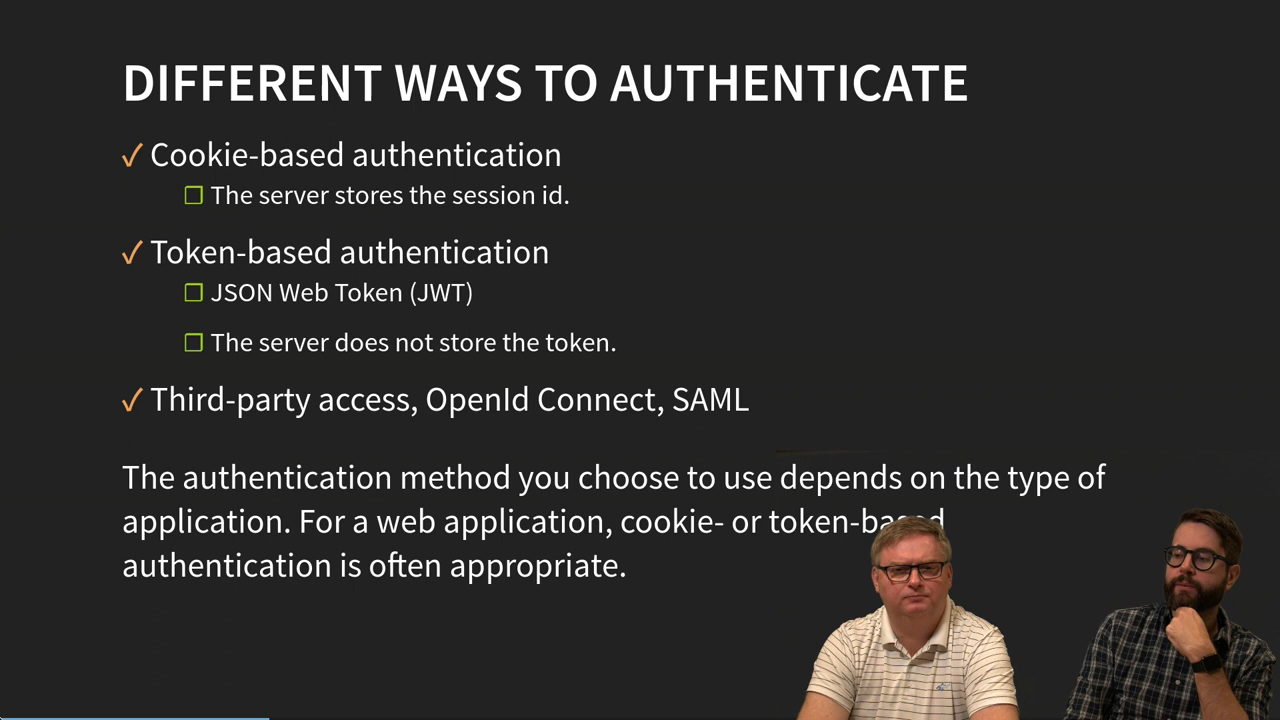 DIFFERENT WAYS TO AUTHENTICATE
✓ Cookie-based authentication
❐ The server stores the session id.
✓ Token-based authentication
❐ JSON Web Token (JWT)
❐ The server does not store the token.
✓ Third-party access, OpenId Connect, SAML
The authentication method you choose to use depends on the type of
application. For a web application, cookie- or token-based
authentication is often appropriate.